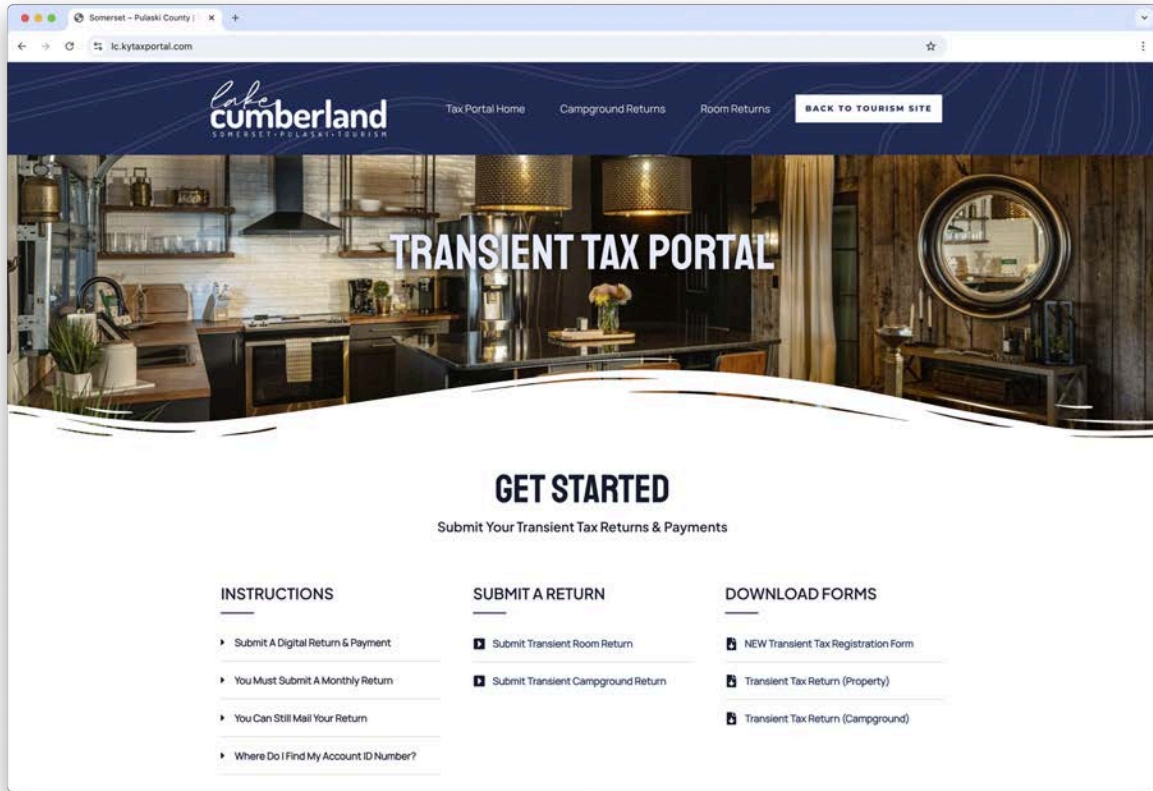 Somerset – Pulaski County |
lc.kytaxportal.com
lake
cumberland
SOMERSET•PULASKI•TOURISM
Tax Portal Home
Campground Returns
Room Returns
BACK TO TOURISM SITE
TRANSIENT TAX PORTAL
GET STARTED
Submit Your Transient Tax Returns & Payments
INSTRUCTIONS
Submit A Digital Return & Payment
You Must Submit A Monthly Return
You Can Still Mail Your Return
Where Do I Find My Account ID Number?
SUBMIT A RETURN
Submit Transient Room Return
Submit Transient Campground Return
DOWNLOAD FORMS
NEW Transient Tax Registration Form
Transient Tax Return (Property)
Transient Tax Return (Campground)